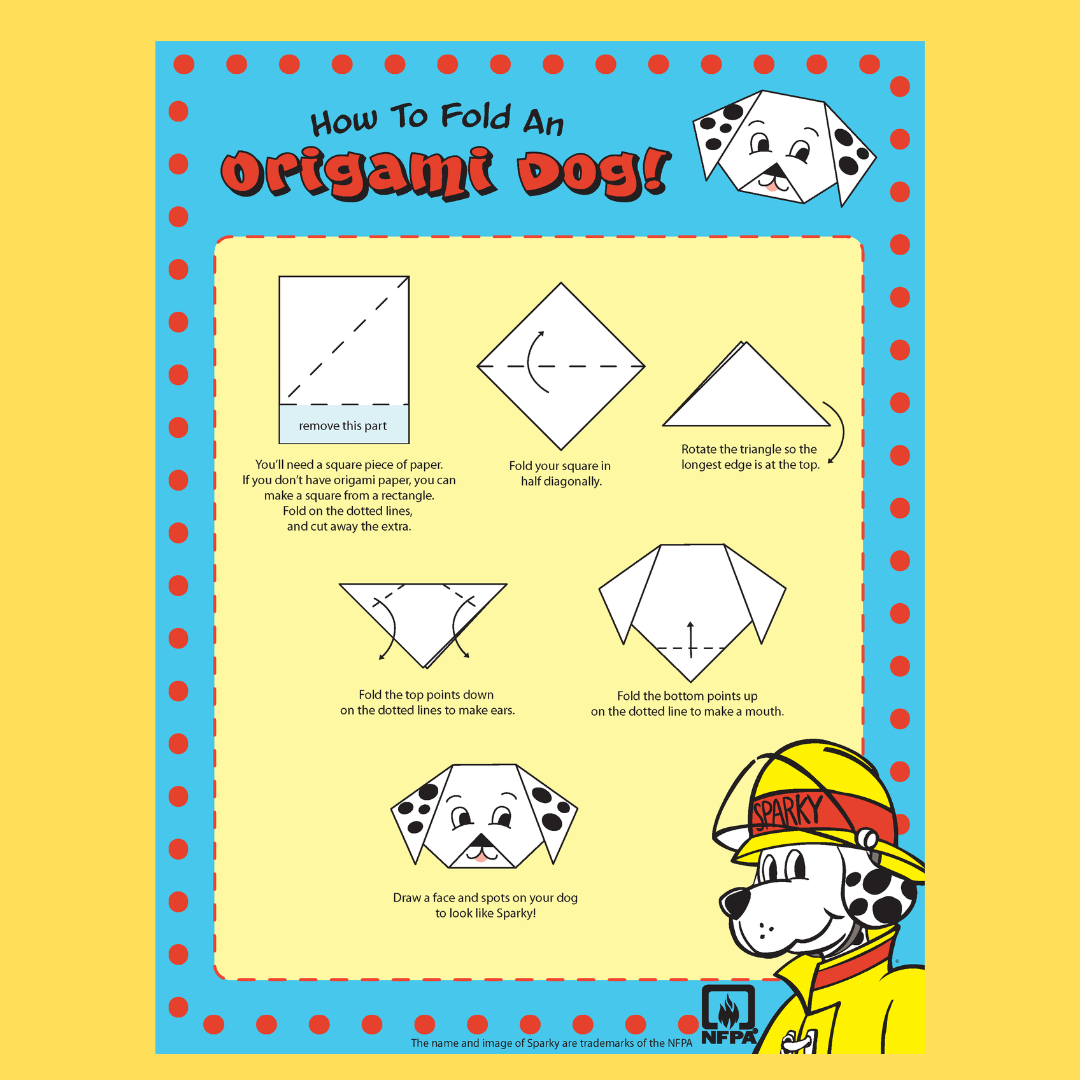 How To Fold An
Origami Dog!
remove this part
You'll need a square piece of paper.
If you don't have origami paper, you can
make a square from a rectangle.
Fold on the dotted lines,
and cut away the extra.
Fold your square in
half diagonally.
Rotate the triangle so the
longest edge is at the top.
Fold the top points down
on the dotted lines to make ears.
Fold the bottom points up
on the dotted line to make a mouth.
Draw a face and spots on your dog
to look like Sparky!
SPARKY
NFPA®
The name and image of Sparky are trademarks of the NFPA